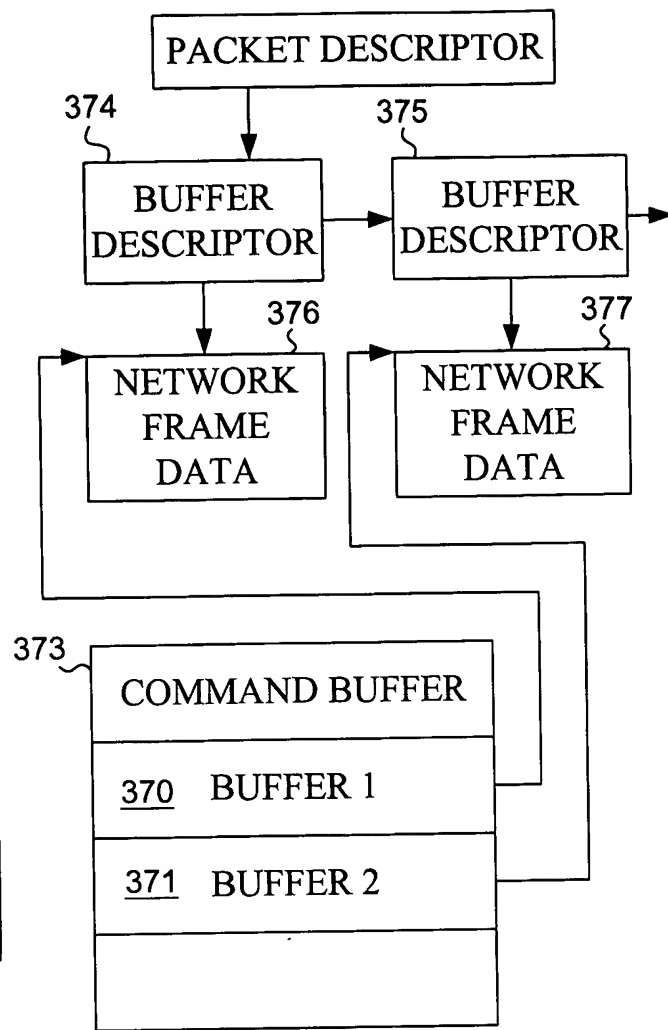 PACKET DESCRIPTOR
374
375
BUFFER
DESCRIPTOR
BUFFER
DESCRIPTOR
376
377
NETWORK
FRAME
DATA
NETWORK
FRAME
DATA
373
COMMAND BUFFER
370 BUFFER 1
371 BUFFER 2